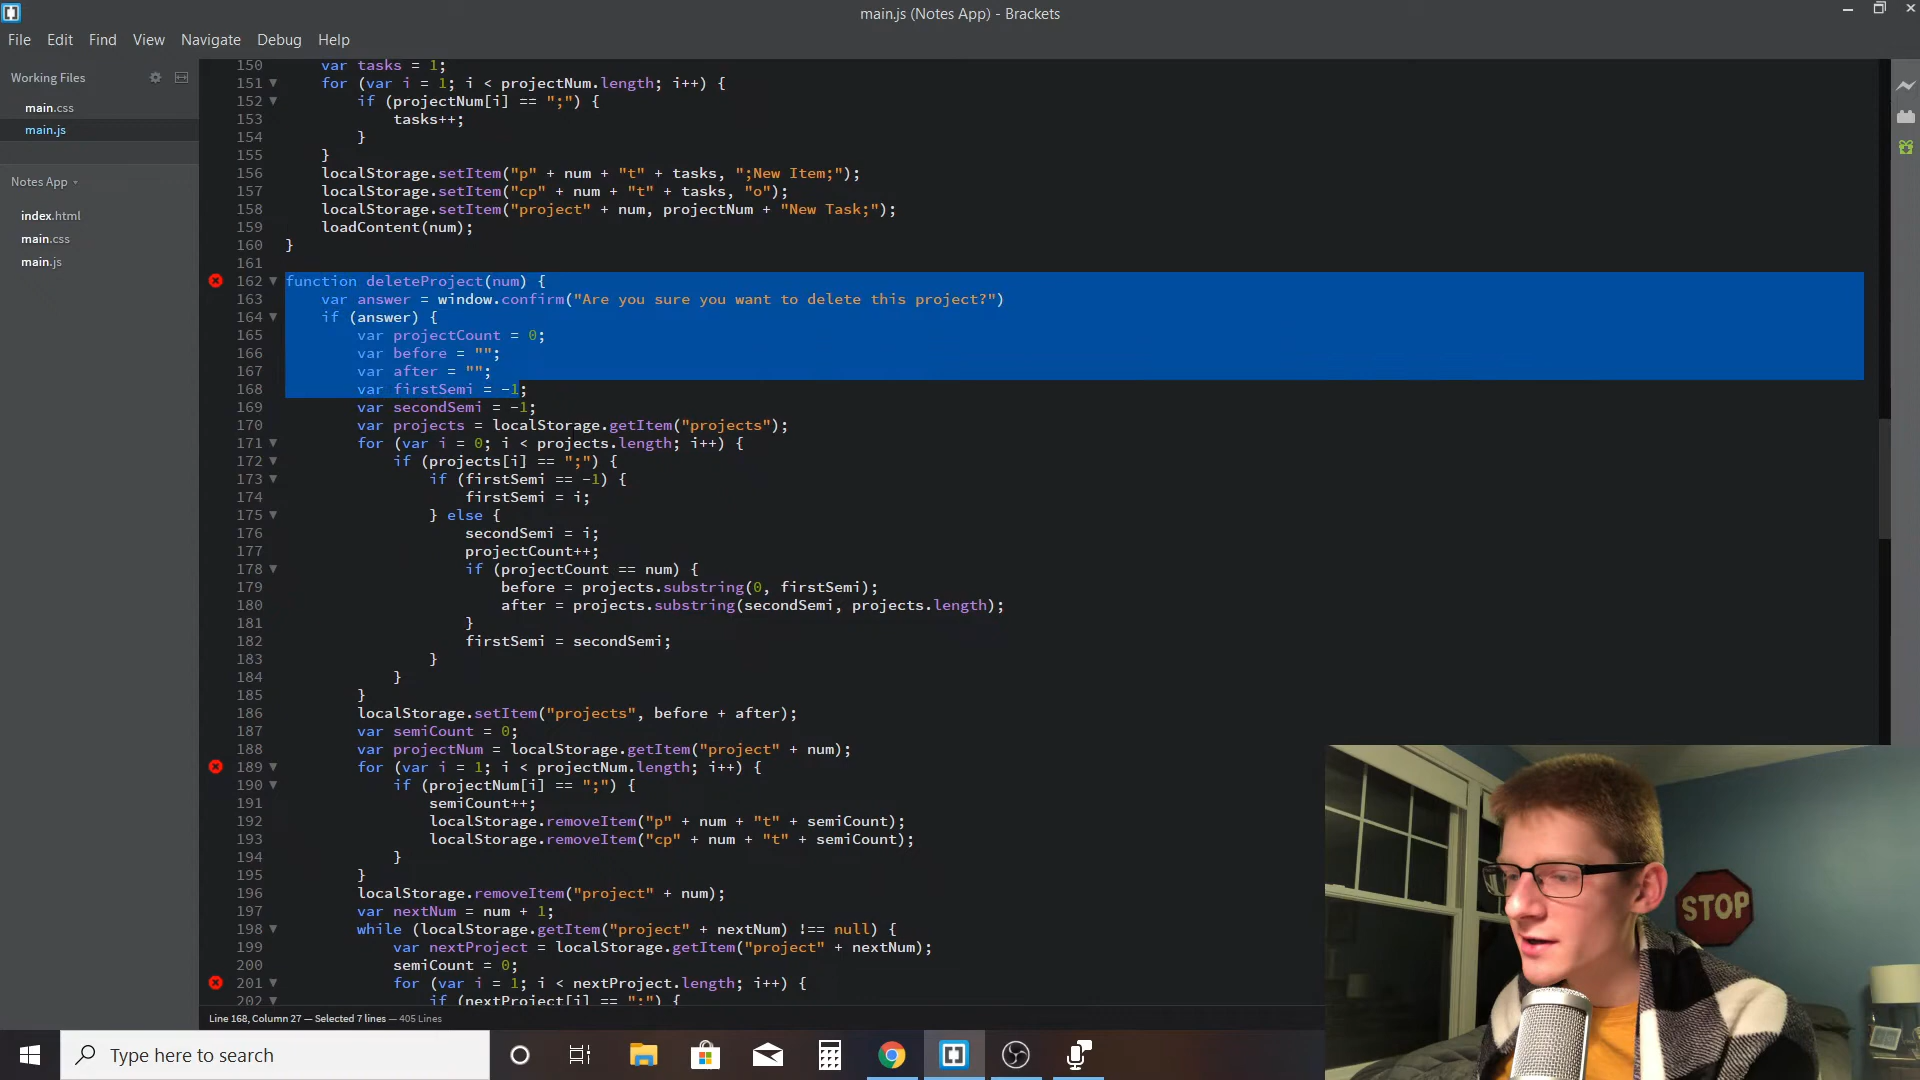 main.js (Notes App) - Brackets
File Edit Find View Navigate Debug Help
Working Files
main.css
main.js
Notes App
index.html
main.css
main.js
150 var tasks = 1;
151 for (var i = 1; i < projectNum.length; i++) {
152 if (projectNum[i] == ";") {
153 tasks++;
154 }
155 }
156 localStorage.setItem("p" + num + "t" + tasks, ";New Item;");
157 localStorage.setItem("cp" + num + "t" + tasks, "o");
158 localStorage.setItem("project" + num, projectNum + "New Task;");
159 loadContent(num);
160 }
161
162 function deleteProject(num) {
163 var answer = window.confirm("Are you sure you want to delete this project?")
164 if (answer) {
165 var projectCount = 0;
166 var before = "";
167 var after = "";
168 var firstSemi = -1;
169 var secondSemi = -1;
170 var projects = localStorage.getItem("projects");
171 for (var i = 0; i < projects.length; i++) {
172 if (projects[i] == ";") {
173 if (firstSemi == -1) {
174 firstSemi = i;
175 } else {
176 secondSemi = i;
177 projectCount++;
178 if (projectCount == num) {
179 before = projects.substring(0, firstSemi);
180 after = projects.substring(secondSemi, projects.length);
181 }
182 firstSemi = secondSemi;
183 }
184 }
185 }
186 localStorage.setItem("projects", before + after);
187 var semiCount = 0;
188 var projectNum = localStorage.getItem("project" + num);
189 for (var i = 1; i < projectNum.length; i++) {
190 if (projectNum[i] == ";") {
191 semiCount++;
192 localStorage.removeItem("p" + num + "t" + semiCount);
193 localStorage.removeItem("cp" + num + "t" + semiCount);
194 }
195 }
196 localStorage.removeItem("project" + num);
197 var nextNum = num + 1;
198 while (localStorage.getItem("project" + nextNum) !== null) {
199 var nextProject = localStorage.getItem("project" + nextNum);
200 semiCount = 0;
201 for (var i = 1; i < nextProject.length; i++) {
202 if (nextProject[i] == ";") {
Line 168, Column 27 — Selected 7 lines — 405 Lines
STOP
Type here to search